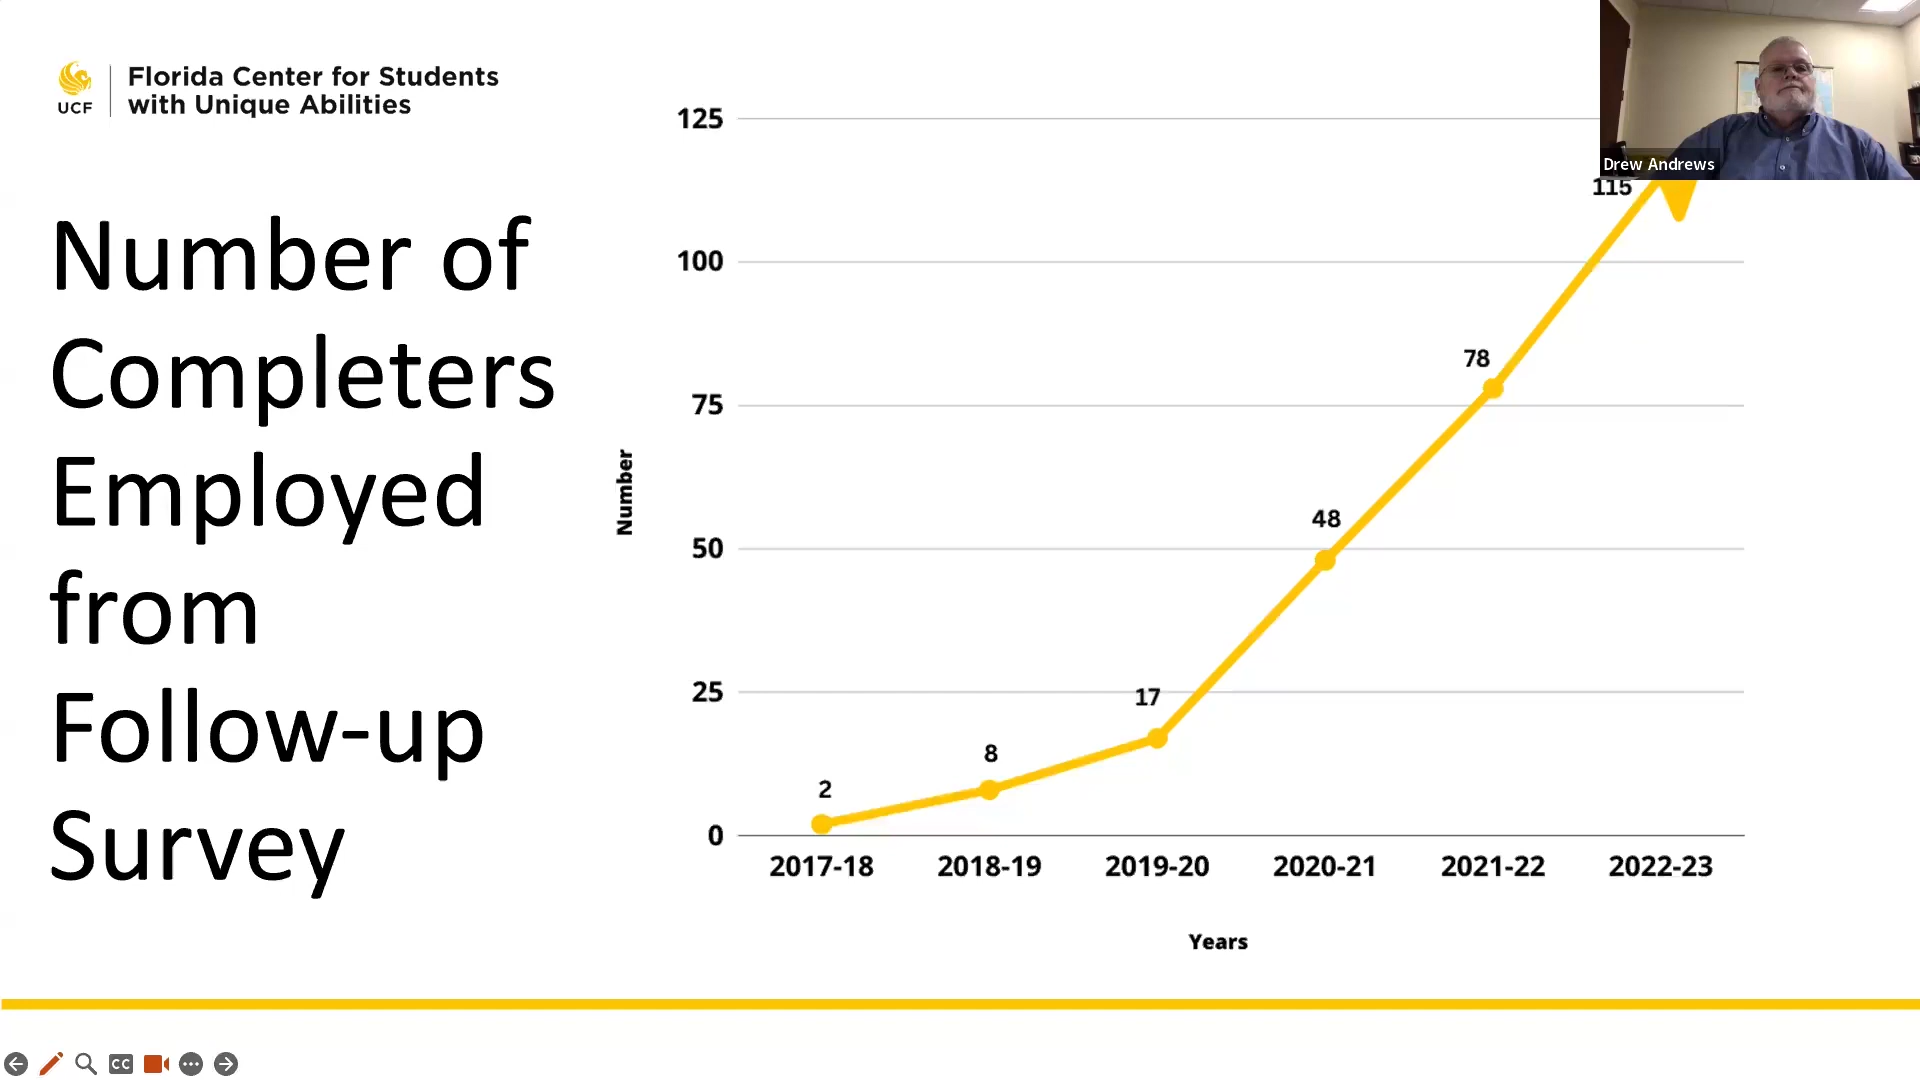 UCF
Florida Center for Students
with Unique Abilities
Number of
Completers
Employed
from
Follow-up
Survey
Number
125
100
75
50
25
0
2
8
17
48
78
115
2017-18
2018-19
2019-20
2020-21
2021-22
2022-23
Years
Drew Andrews
CC